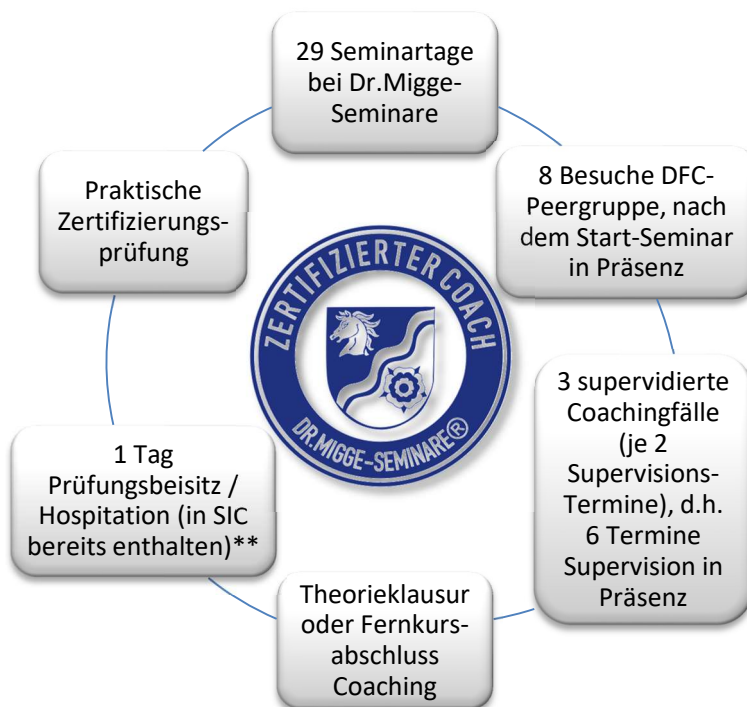 29 Seminartage
bei Dr.Migge-
Seminare
8 Besuche DFC-
Peergruppe, nach
dem Start-Seminar
in Präsenz
3 supervidierte
Coachingfälle
(je 2
Supervisions-
Termine), d.h.
6 Termine
Supervision in
Präsenz
Theorieklausur
oder Fernkurs-
abschluss
Coaching
1 Tag
Prüfungsbeisitz /
Hospitation (in SIC
bereits enthalten)**
Praktische
Zertifizierungs-
prüfung
ZERTIFIZIERTER COACH
DR.MIGGE-SEMINARE®